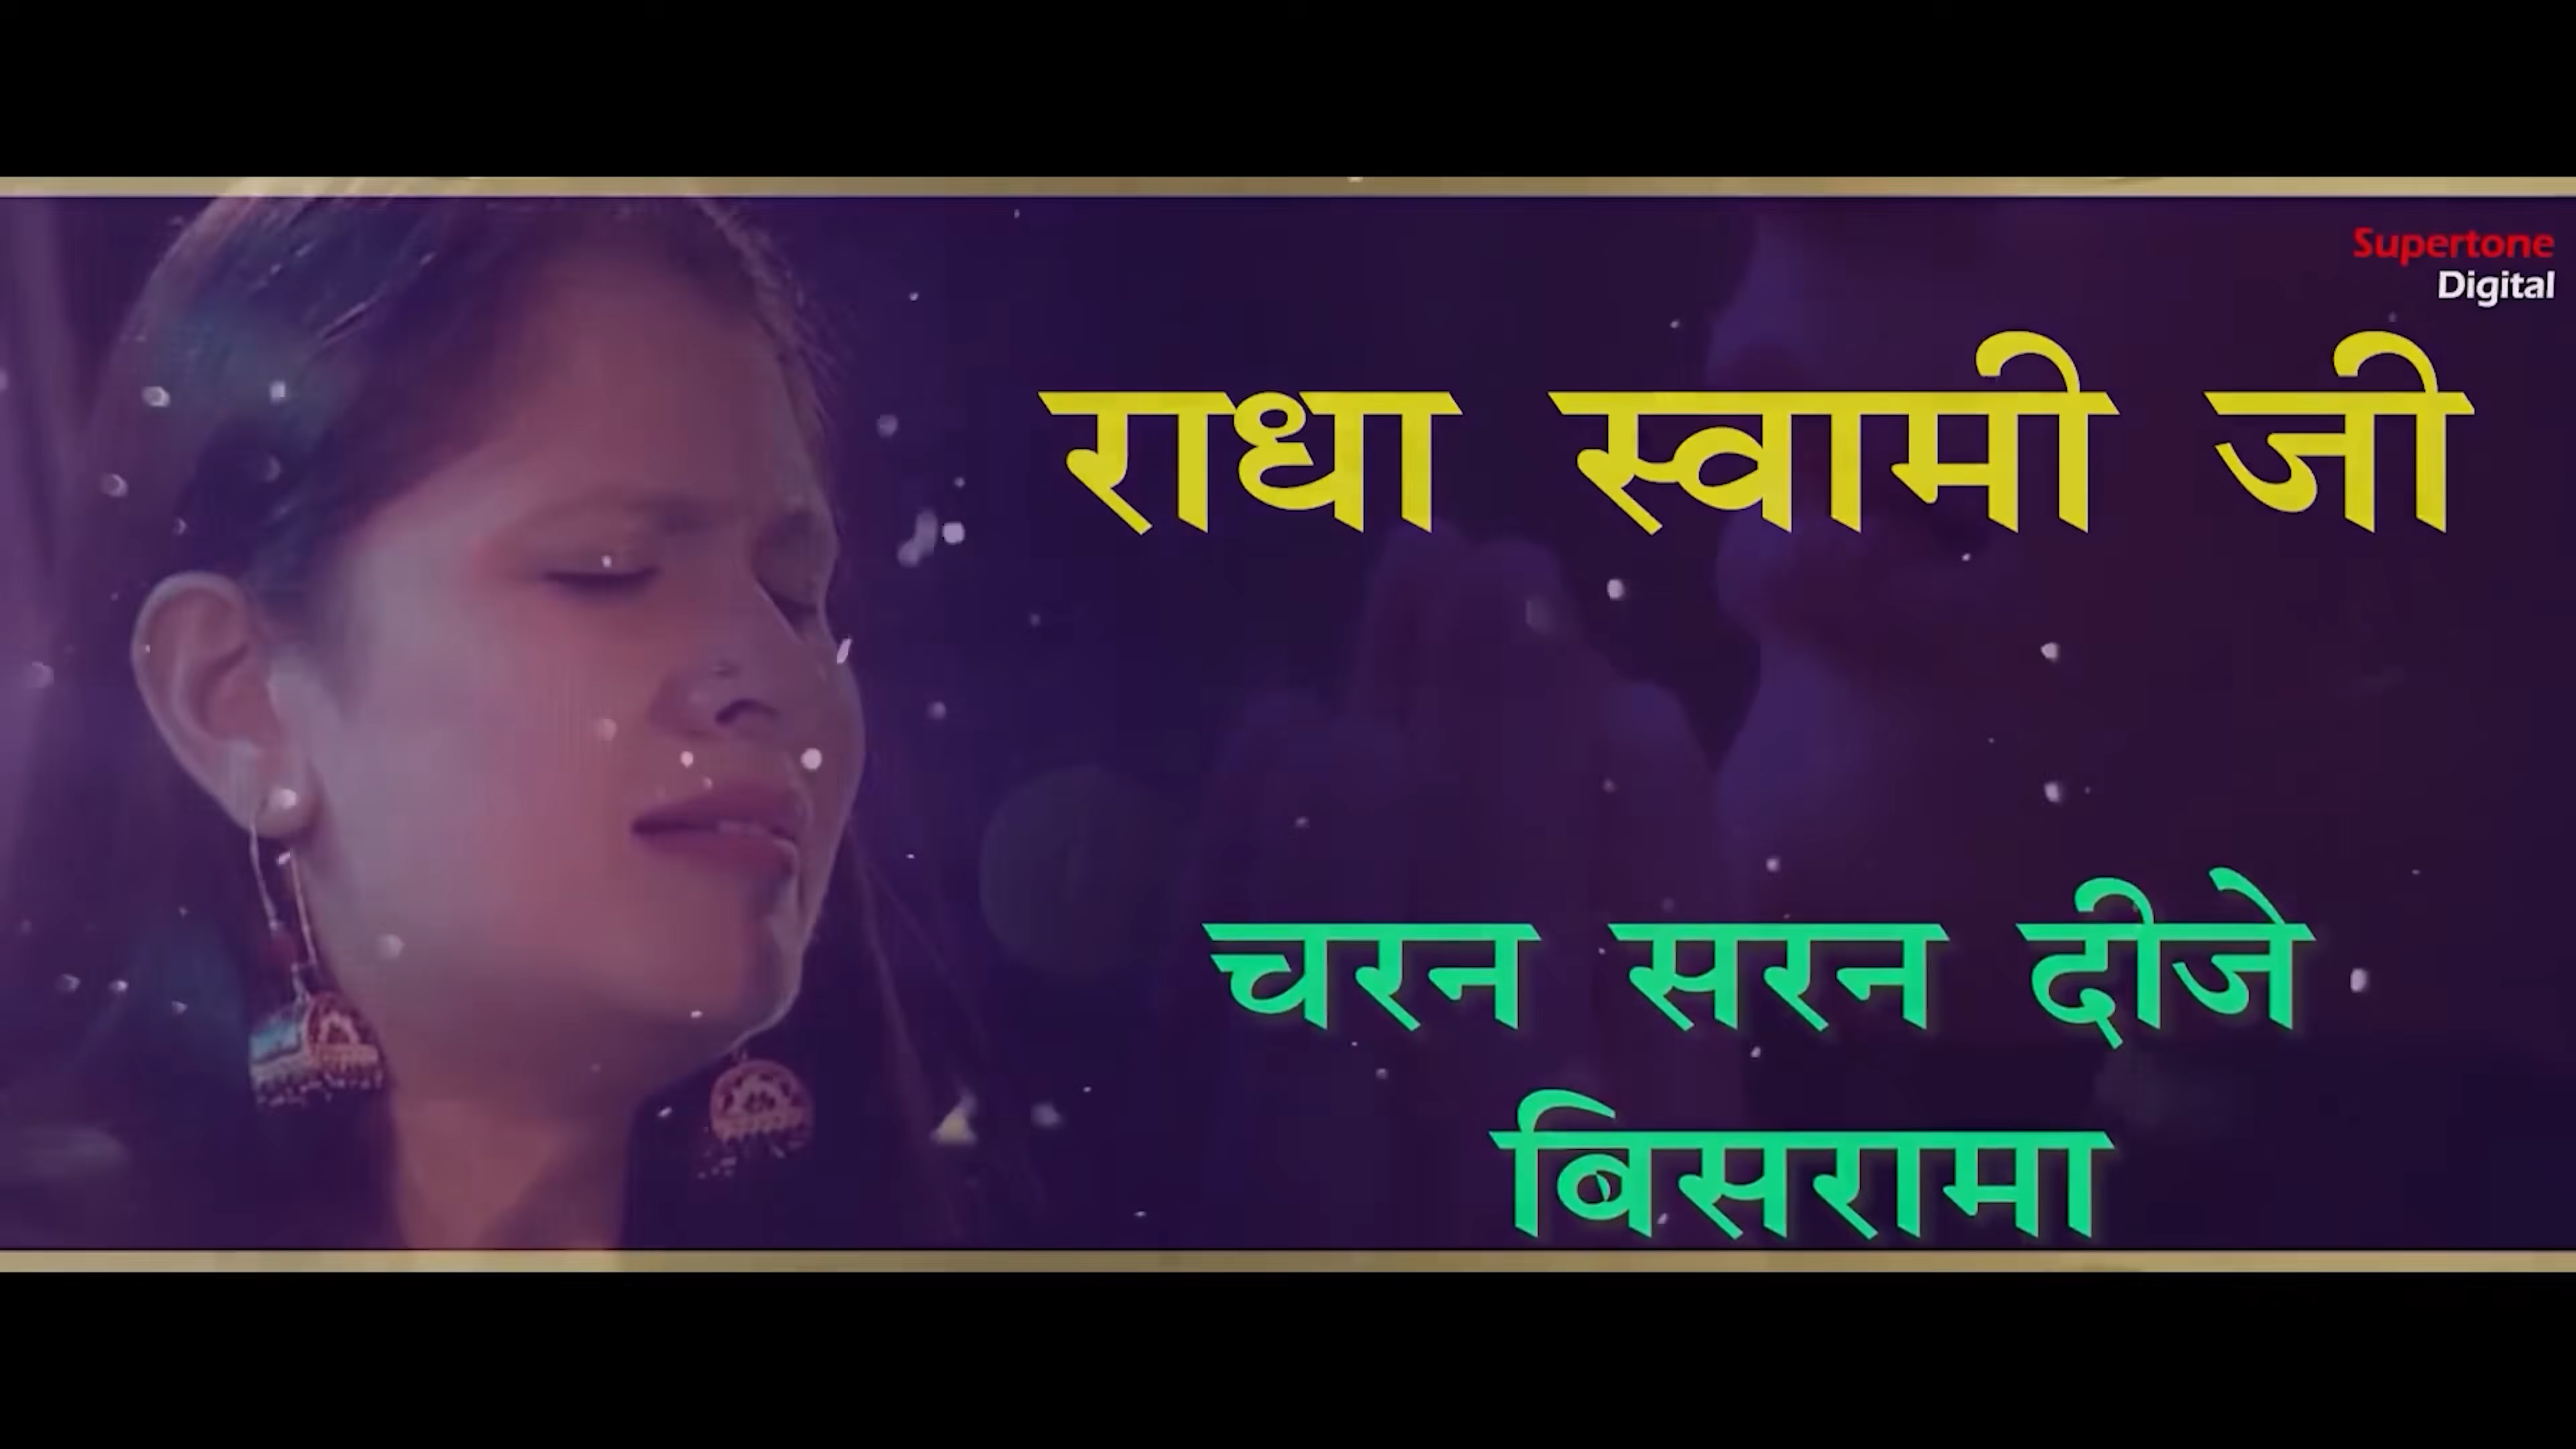 Supertone
Digital
राधा स्वामी जी
चरन सरन दीजे
बिसरामा